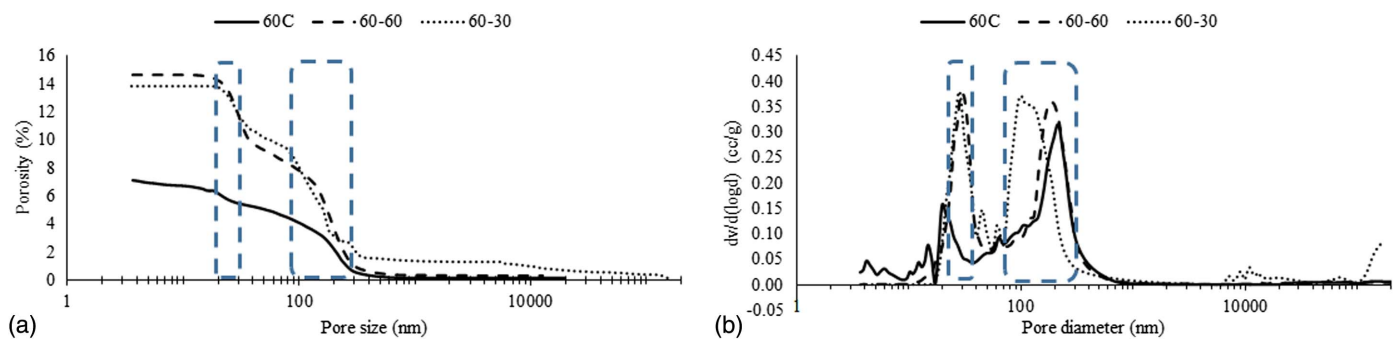 60C 60-60 60-30
16
14
12
10
8
6
4
2
0
Porosity (%)
1 100 10000
Pore size (nm)
(a)
60C 60-60 60-30
0.45
0.40
0.35
0.30
0.25
0.20
0.15
0.10
0.05
0.00
-0.05
dv/d(logd) (cc/g)
1 100 10000
Pore diameter (nm)
(b)